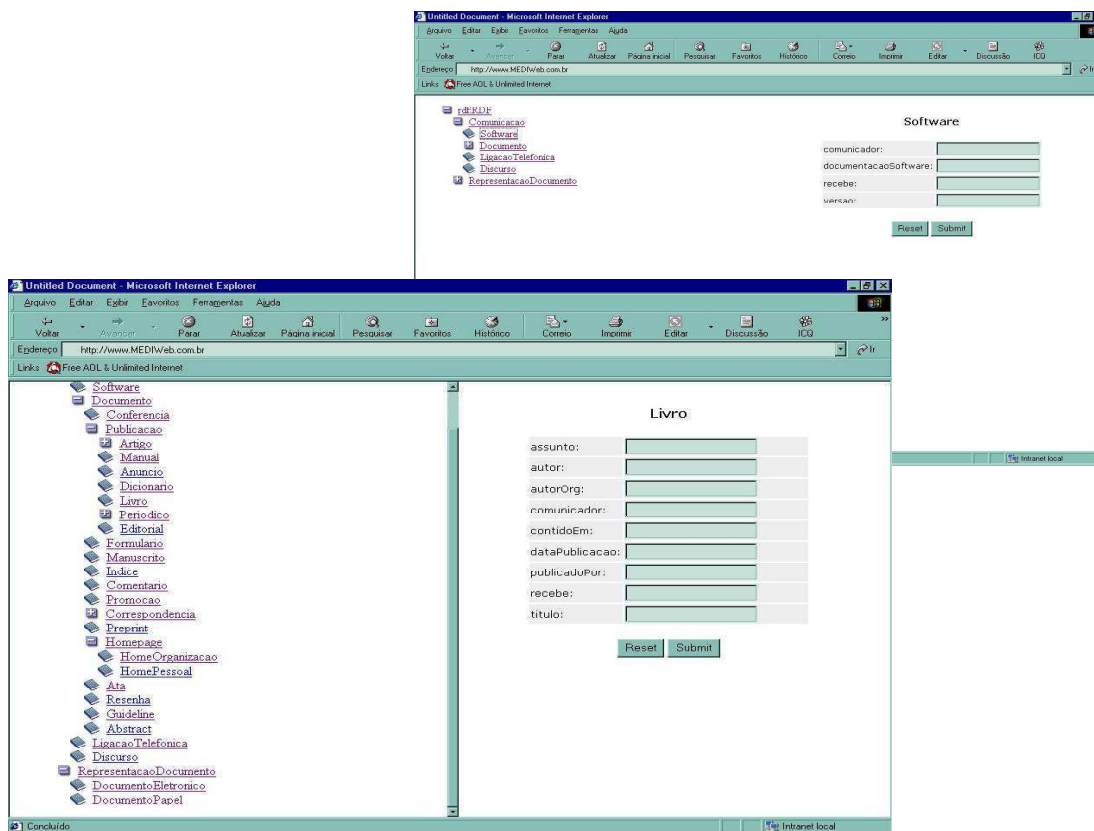 Untitled Document - Microsoft Internet Explorer
Arquivo Editar Exibir Favoritos Ferramentas Ajuda
Voltar Avançar Parar Atualizar Página inicial Pesquisar Favoritos Histórico Correio Imprimir Editar Discussão ICQ
Endereço http://www.MEDIWeb.com.br Ir
Links Free AOL & Unlimited Internet
rdfRDF
Comunicacao
Software
Documento
LigacaoTelefonica
Discurso
RepresentacaoDocumento
Software
comunicador:
documentacaoSoftware:
recebe:
versao:
Reset Submit
Intranet local
Untitled Document - Microsoft Internet Explorer
Arquivo Editar Exibir Favoritos Ferramentas Ajuda
Voltar Avançar Parar Atualizar Página inicial Pesquisar Favoritos Histórico Correio Imprimir Editar Discussão ICQ »
Endereço http://www.MEDIWeb.com.br Ir
Links Free AOL & Unlimited Internet
Software
Documento
Conferencia
Publicacao
Artigo
Manual
Anuncio
Dicionario
Livro
Periodico
Editorial
Formulario
Manuscrito
Indice
Comentario
Promocao
Correspondencia
Preprint
Homepage
HomeOrganizacao
HomePessoal
Ata
Resenha
Guideline
Abstract
LigacaoTelefonica
Discurso
RepresentacaoDocumento
DocumentoEletronico
DocumentoPapel
Livro
assunto:
autor:
autorOrg:
comunicador:
contidoEm:
dataPublicacao:
publicadoPor:
recebe:
titulo:
Reset Submit
Concluído
Intranet local